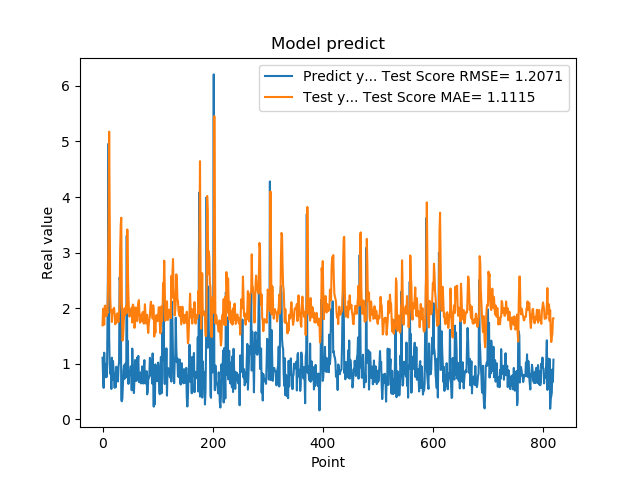 Model predict
Predict y... Test Score RMSE= 1.2071
Test y... Test Score MAE= 1.1115
Real value
6
5
4
3
2
1
0
0 200 400 600 800
Point